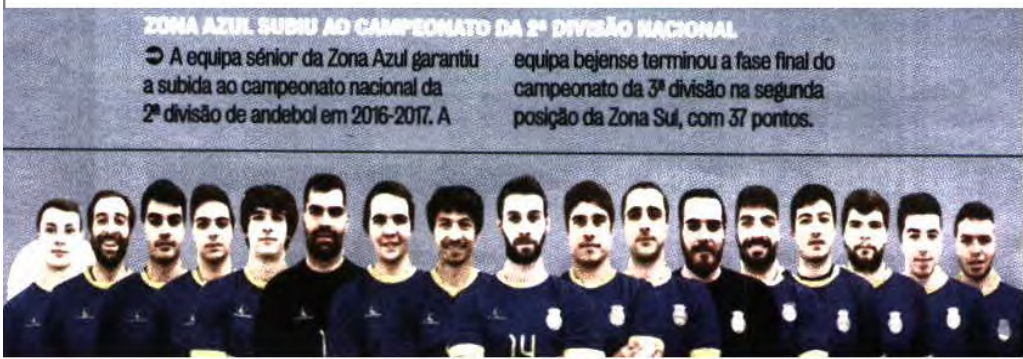 ZONA AZUL SUBIU AO CAMPEONATO DA 2ª DIVISÃO NACIONAL
➲ A equipa sénior da Zona Azul garantiu
a subida ao campeonato nacional da
2ª divisão de andebol em 2016-2017. A
equipa bejense terminou a fase final do
campeonato da 3ª divisão na segunda
posição da Zona Sul, com 37 pontos.
14